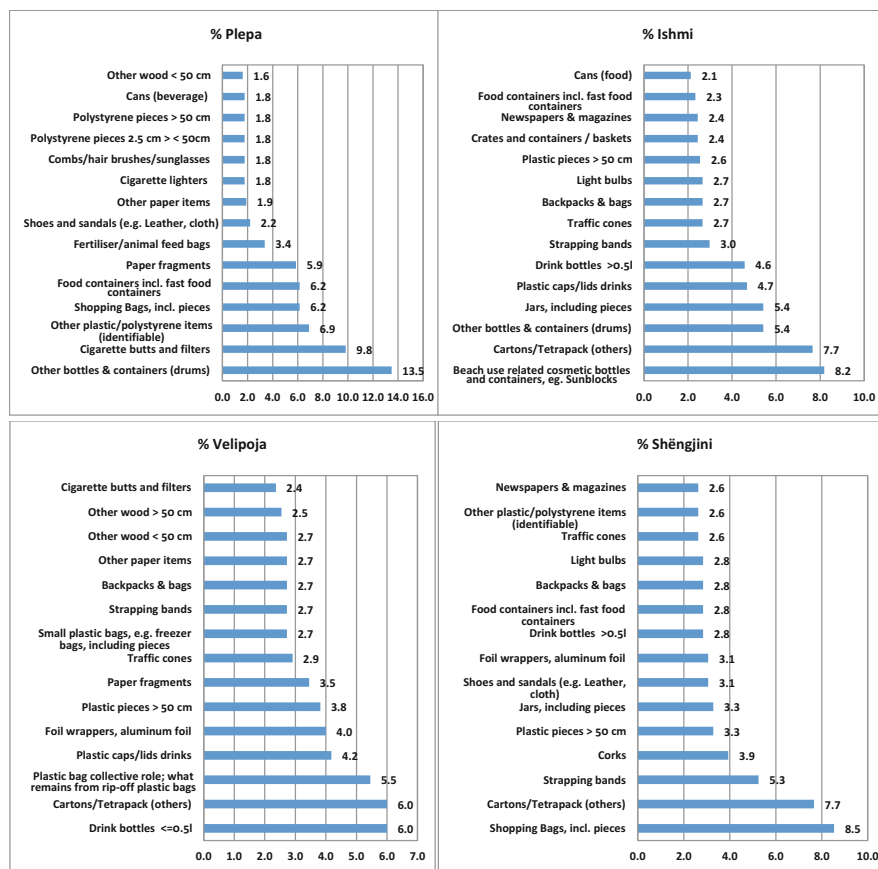 % Plepa
Other wood < 50 cm 1.6
Cans (beverage) 1.8
Polystyrene pieces > 50 cm 1.8
Polystyrene pieces 2.5 cm > < 50cm 1.8
Combs/hair brushes/sunglasses 1.8
Cigarette lighters 1.8
Other paper items 1.9
Shoes and sandals (e.g. Leather, cloth) 2.2
Fertiliser/animal feed bags 3.4
Paper fragments 5.9
Food containers incl. fast food
containers 6.2
Shopping Bags, incl. pieces 6.2
Other plastic/polystyrene items
(identifiable) 6.9
Cigarette butts and filters 9.8
Other bottles & containers (drums) 13.5
0.0 2.0 4.0 6.0 8.0 10.0 12.0 14.0 16.0
% Ishmi
Cans (food) 2.1
Food containers incl. fast food
containers 2.3
Newspapers & magazines 2.4
Crates and containers / baskets 2.4
Plastic pieces > 50 cm 2.6
Light bulbs 2.7
Backpacks & bags 2.7
Traffic cones 2.7
Strapping bands 3.0
Drink bottles >0.5l 4.6
Plastic caps/lids drinks 4.7
Jars, including pieces 5.4
Other bottles & containers (drums) 5.4
Cartons/Tetrapack (others) 7.7
Beach use related cosmetic bottles
and containers, eg. Sunblocks 8.2
0.0 2.0 4.0 6.0 8.0 10.0
% Velipoja
Cigarette butts and filters 2.4
Other wood > 50 cm 2.5
Other wood < 50 cm 2.7
Other paper items 2.7
Backpacks & bags 2.7
Strapping bands 2.7
Small plastic bags, e.g. freezer
bags, including pieces 2.7
Traffic cones 2.9
Paper fragments 3.5
Plastic pieces > 50 cm 3.8
Foil wrappers, aluminum foil 4.0
Plastic caps/lids drinks 4.2
Plastic bag collective role; what
remains from rip-off plastic bags 5.5
Cartons/Tetrapack (others) 6.0
Drink bottles <=0.5l 6.0
0.0 1.0 2.0 3.0 4.0 5.0 6.0 7.0
% Shëngjini
Newspapers & magazines 2.6
Other plastic/polystyrene items
(identifiable) 2.6
Traffic cones 2.6
Light bulbs 2.8
Backpacks & bags 2.8
Food containers incl. fast food
containers 2.8
Drink bottles >0.5l 2.8
Foil wrappers, aluminum foil 3.1
Shoes and sandals (e.g. Leather,
cloth) 3.1
Jars, including pieces 3.3
Plastic pieces > 50 cm 3.3
Corks 3.9
Strapping bands 5.3
Cartons/Tetrapack (others) 7.7
Shopping Bags, incl. pieces 8.5
0.0 2.0 4.0 6.0 8.0 10.0